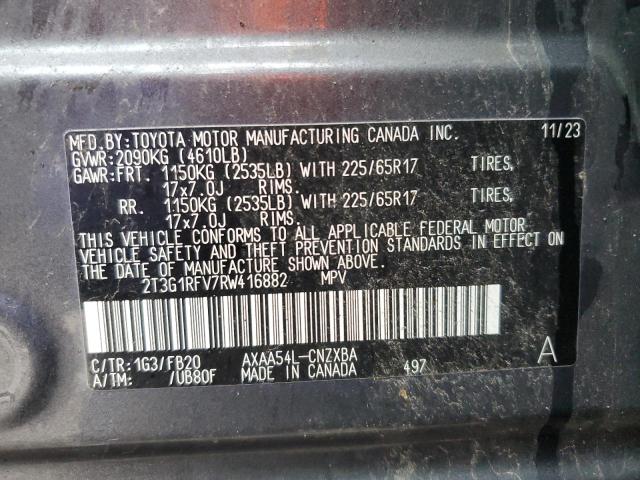 MFD.BY:TOYOTA MOTOR MANUFACTURING CANADA INC. 11/23
GVWR:2090KG (4610LB)
GAWR:FRT. 1150KG (2535LB) WITH 225/65R17 TIRES,
17x7.0J RIMS.
RR. 1150KG (2535LB) WITH 225/65R17 TIRES,
17x7.0J RIMS.
THIS VEHICLE CONFORMS TO ALL APPLICABLE FEDERAL MOTOR
VEHICLE SAFETY AND THEFT PREVENTION STANDARDS IN EFFECT ON
THE DATE OF MANUFACTURE SHOWN ABOVE.
2T3G1RFV7RW416882 MPV
C/TR:1G3/FB20 AXAA54L-CNZXBA A
A/TM: /UB80F MADE IN CANADA 497